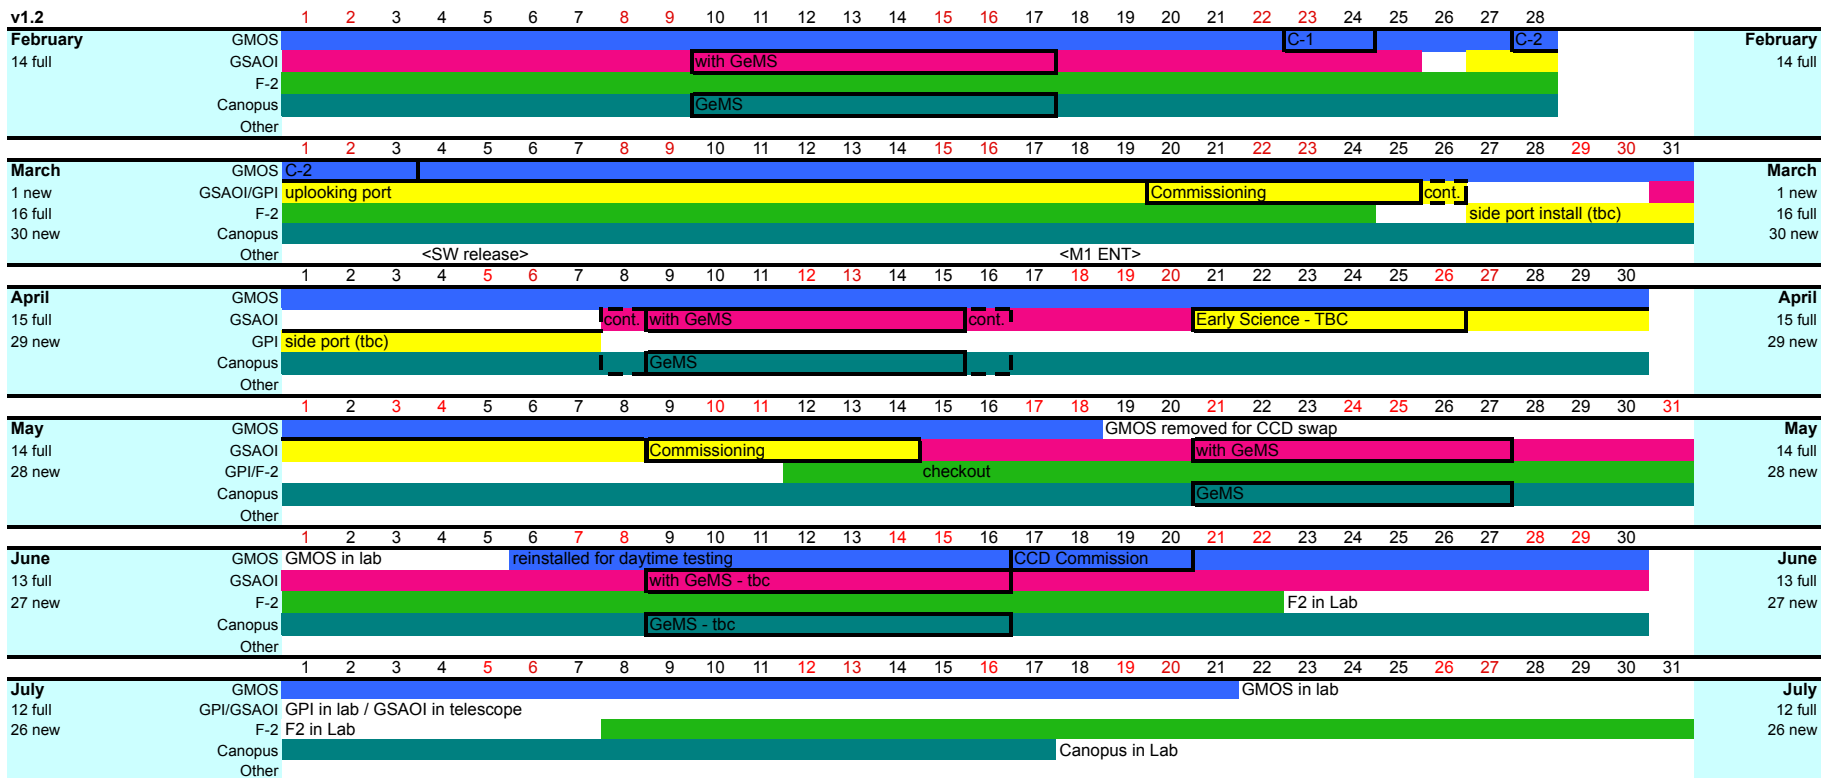 v1.2 1 2 3 4 5 6 7 8 9 10 11 12 13 14 15 16 17 18 19 20 21 22 23 24 25 26 27 28
February GMOS C-1 C-2 February
14 full GSAOI with GeMS 14 full
F-2
Canopus GeMS
Other
1 2 3 4 5 6 7 8 9 10 11 12 13 14 15 16 17 18 19 20 21 22 23 24 25 26 27 28 29 30 31
March GMOS C-2 March
1 new GSAOI/GPI uplooking port Commissioning cont. 1 new
16 full F-2 side port install (tbc) 16 full
30 new Canopus 30 new
Other <SW release> <M1 ENT>
1 2 3 4 5 6 7 8 9 10 11 12 13 14 15 16 17 18 19 20 21 22 23 24 25 26 27 28 29 30
April GMOS April
15 full GSAOI cont. with GeMS cont. Early Science - TBC 15 full
29 new GPI side port (tbc) 29 new
Canopus GeMS
Other
1 2 3 4 5 6 7 8 9 10 11 12 13 14 15 16 17 18 19 20 21 22 23 24 25 26 27 28 29 30 31
May GMOS GMOS removed for CCD swap May
14 full GSAOI Commissioning with GeMS 14 full
28 new GPI/F-2 checkout 28 new
Canopus GeMS
Other
1 2 3 4 5 6 7 8 9 10 11 12 13 14 15 16 17 18 19 20 21 22 23 24 25 26 27 28 29 30
June GMOS GMOS in lab reinstalled for daytime testing CCD Commission June
13 full GSAOI with GeMS - tbc 13 full
27 new F-2 F2 in Lab 27 new
Canopus GeMS - tbc
Other
1 2 3 4 5 6 7 8 9 10 11 12 13 14 15 16 17 18 19 20 21 22 23 24 25 26 27 28 29 30 31
July GMOS GMOS in lab July
12 full GPI/GSAOI GPI in lab / GSAOI in telescope 12 full
26 new F-2 F2 in Lab 26 new
Canopus Canopus in Lab
Other